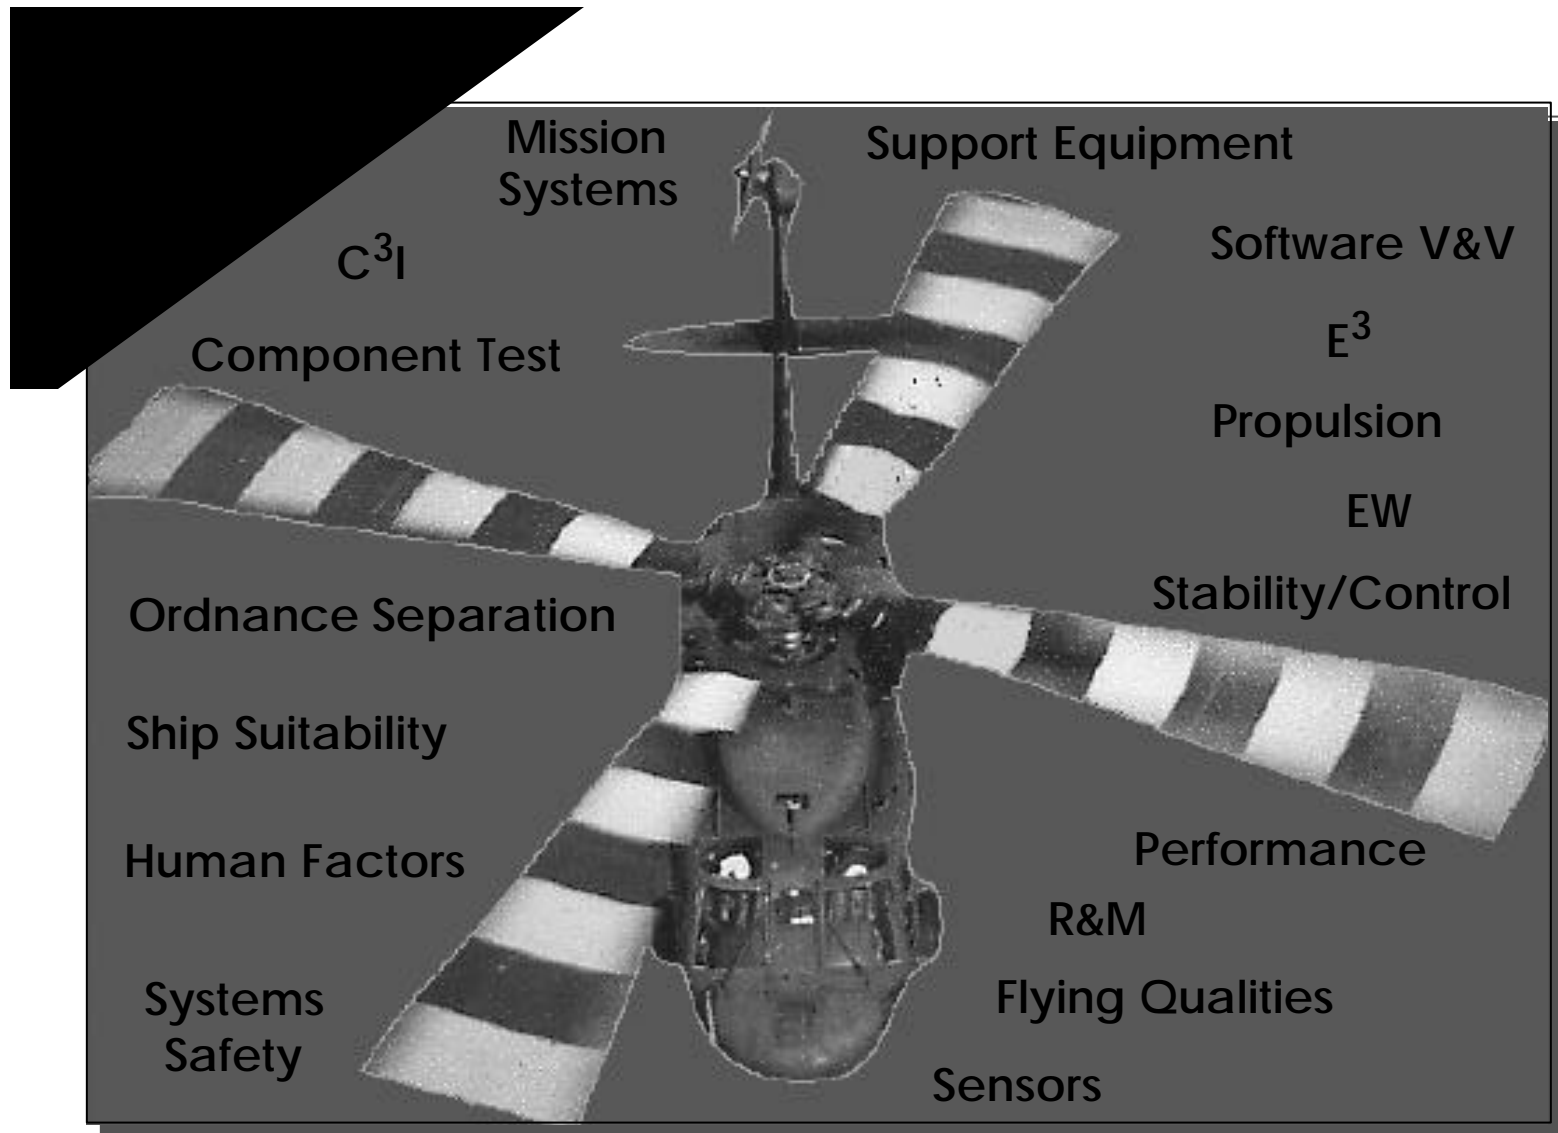 Mission
Systems
Support Equipment
C³I
Software V&V
Component Test
E³
Propulsion
EW
Stability/Control
Ordnance Separation
Ship Suitability
Human Factors
Performance
R&M
Systems
Safety
Flying Qualities
Sensors